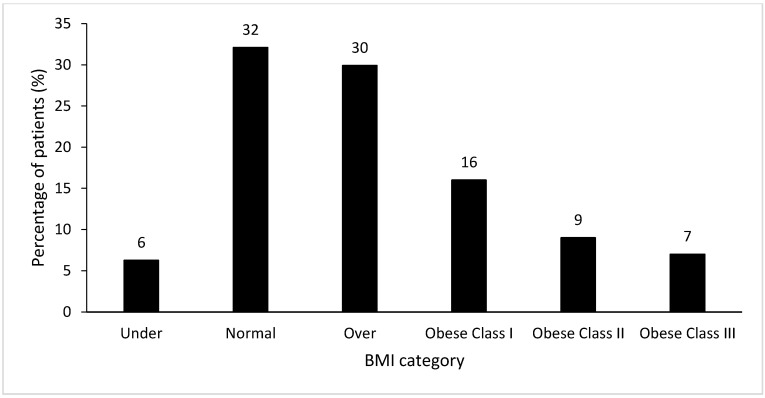 35
30
25
20
15
10
5
0
Percentage of patients (%)
6
32
30
16
9
7
Under
Normal
Over
Obese Class I
Obese Class II
Obese Class III
BMI category